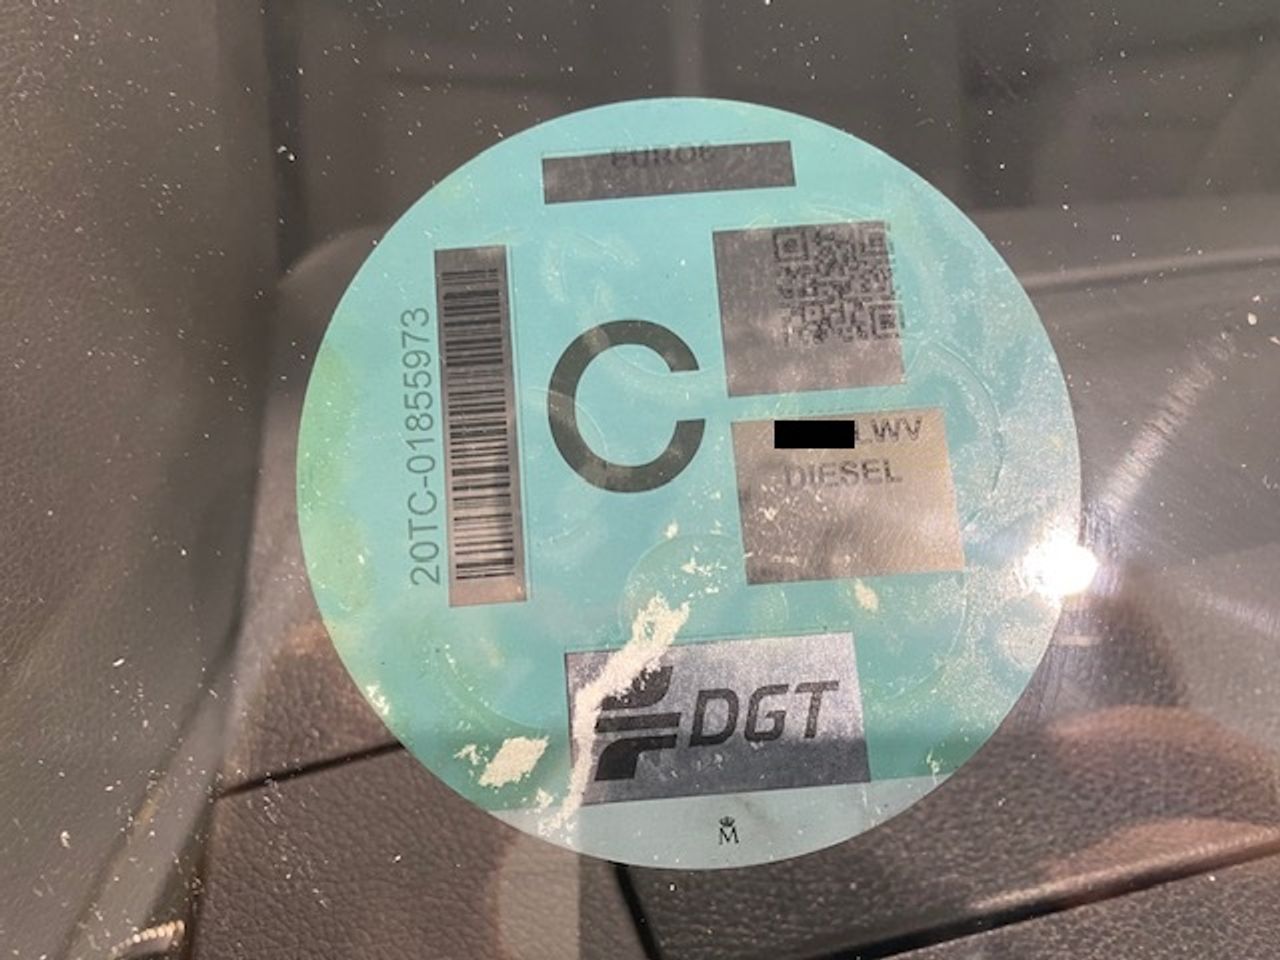 EURO6
20TC-01855973
C
LWV
DIESEL
DGT
M